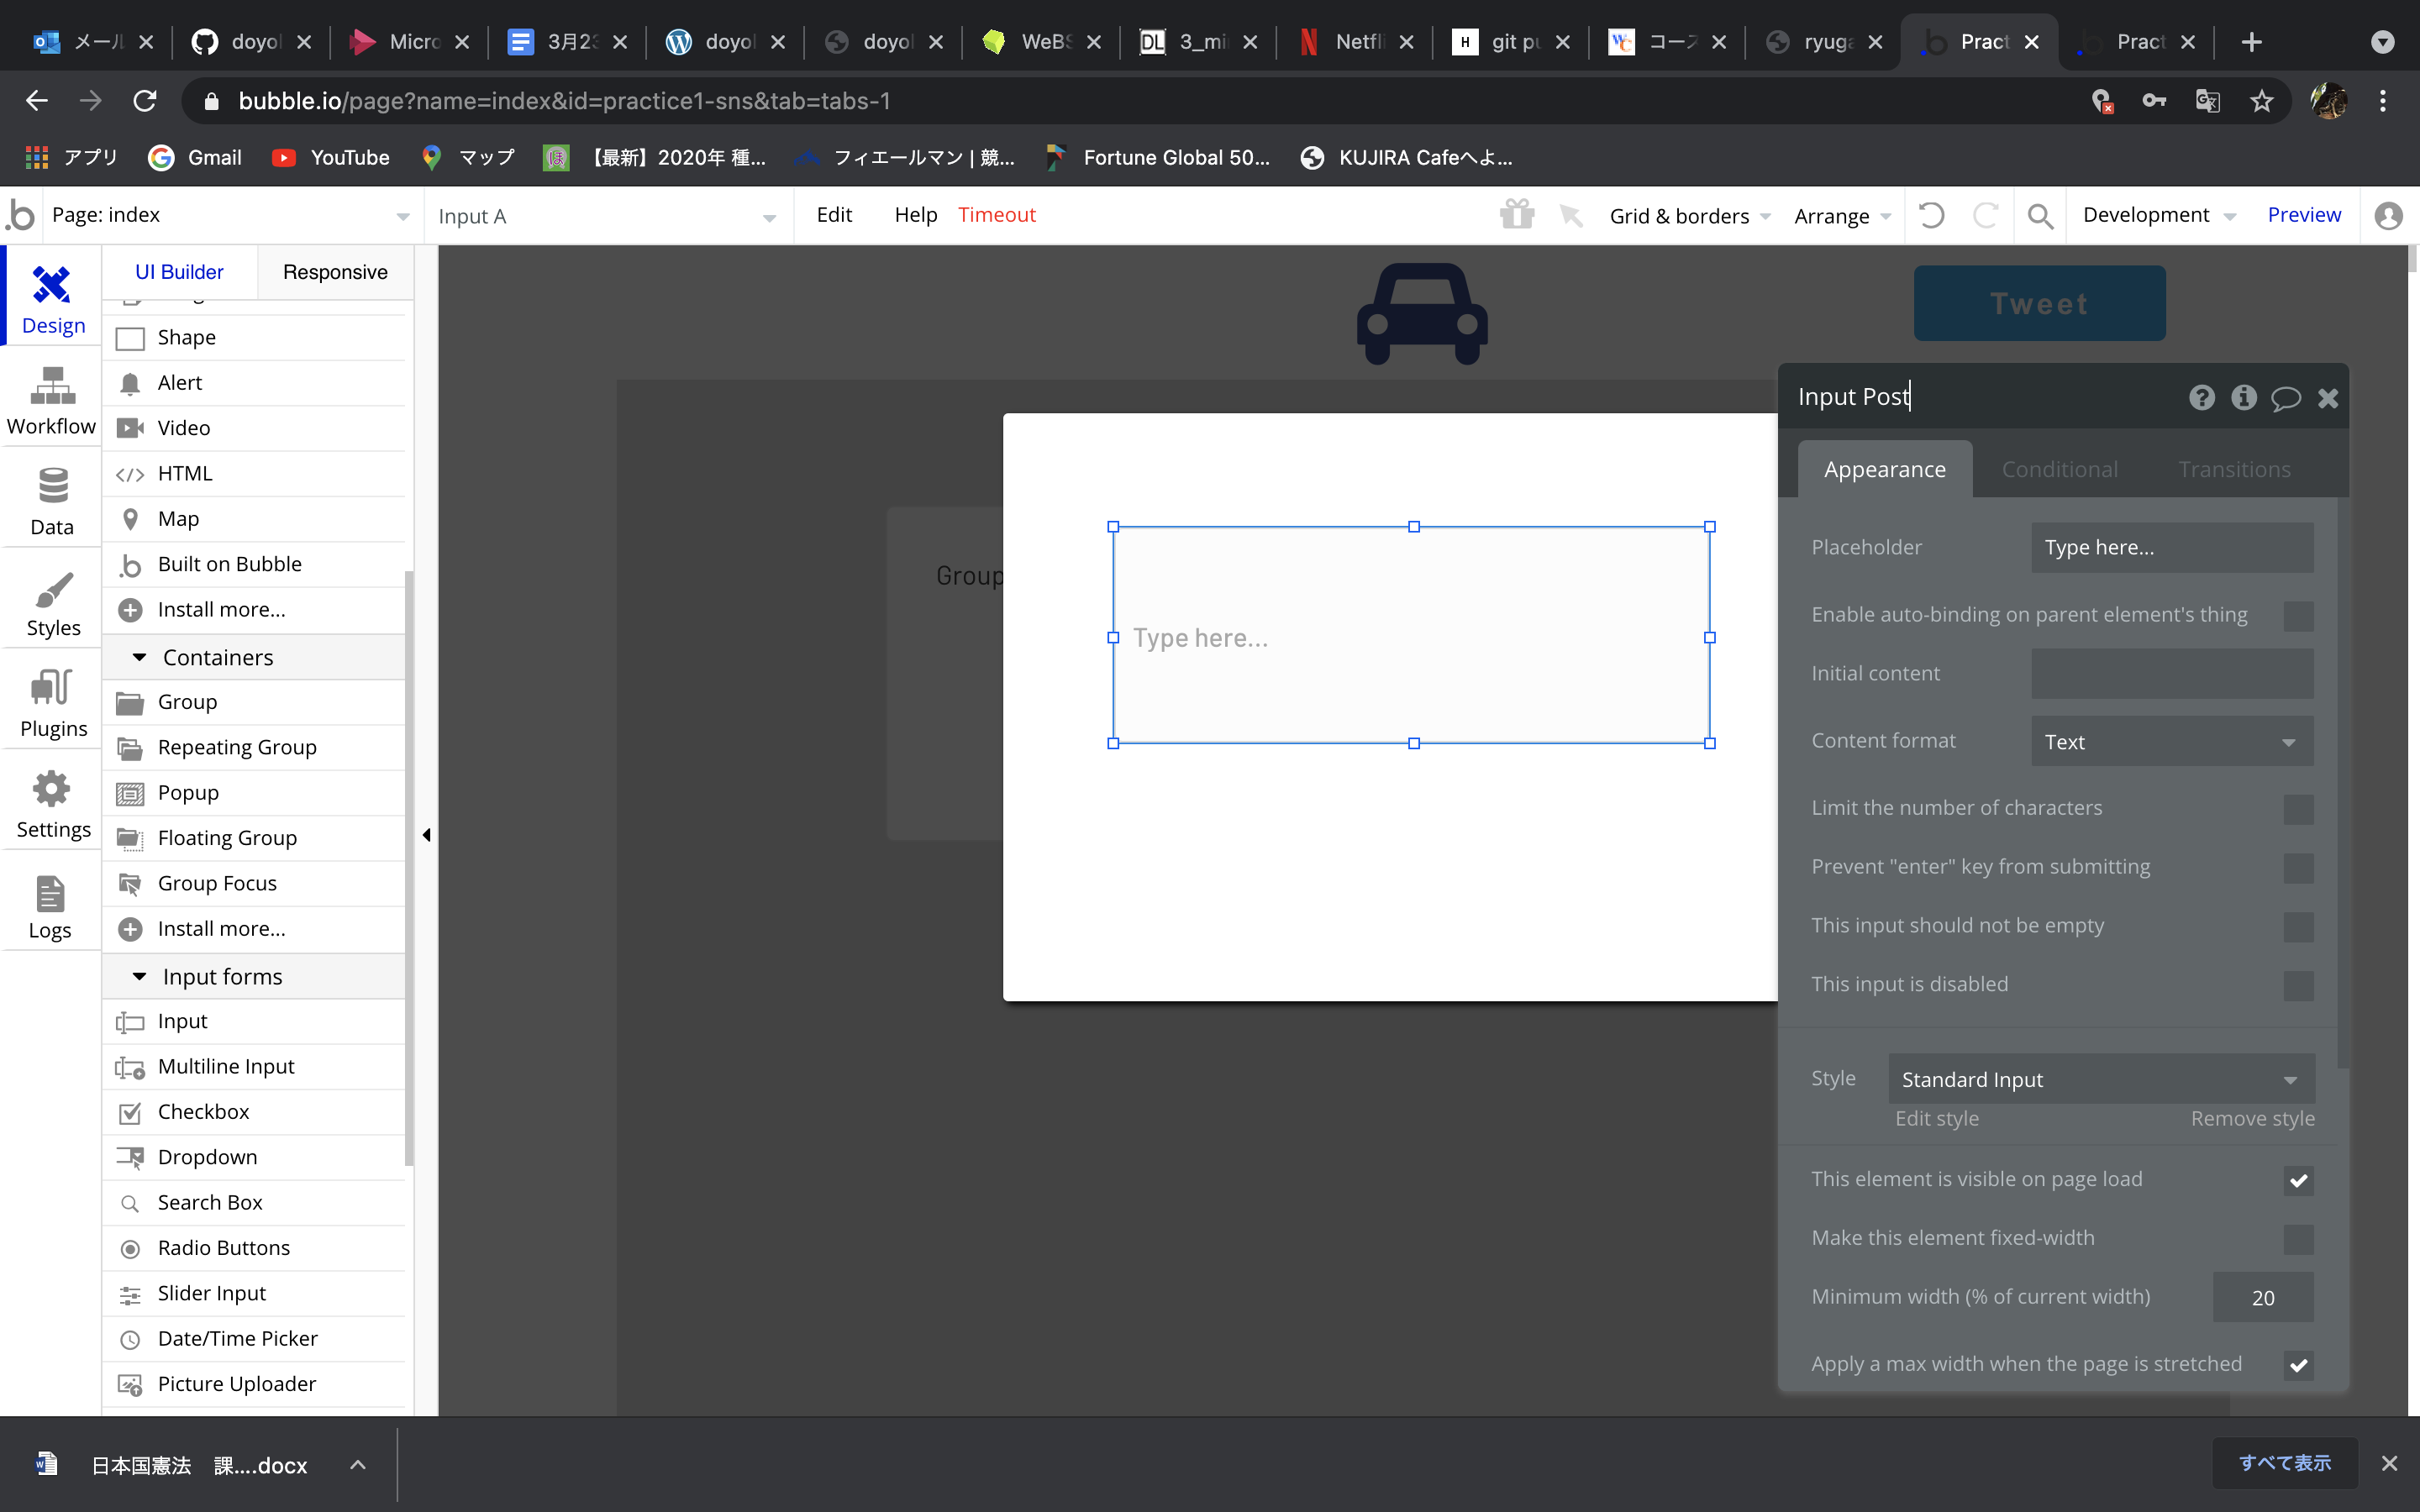 メール
doyol
Micro
3月23
doyol
doyol
WeBS
DL 3_mi
Netfli
H git pu
コース
ryuga
Pract
Pract
bubble.io/page?name=index&id=practice1-sns&tab=tabs-1
アプリ
Gmail
YouTube
マップ
【最新】2020年 種...
フィエールマン | 競...
Fortune Global 50...
KUJIRA Cafeへよ...
Page: index
Input A
Edit
Help
Timeout
Grid & borders
Arrange
Development
Preview
Design
Workflow
Data
Styles
Plugins
Settings
Logs
UI Builder
Responsive
Shape
Alert
Video
HTML
Map
Built on Bubble
Install more...
Containers
Group
Repeating Group
Popup
Floating Group
Group Focus
Install more...
Input forms
Input
Multiline Input
Checkbox
Dropdown
Search Box
Radio Buttons
Slider Input
Date/Time Picker
Picture Uploader
Tweet
Group
Type here...
Input Post
Appearance
Conditional
Transitions
Placeholder
Type here...
Enable auto-binding on parent element's thing
Initial content
Content format
Text
Limit the number of characters
Prevent "enter" key from submitting
This input should not be empty
This input is disabled
Style
Standard Input
Edit style
Remove style
This element is visible on page load
Make this element fixed-width
Minimum width (% of current width)
20
Apply a max width when the page is stretched
日本国憲法 課....docx
すべて表示